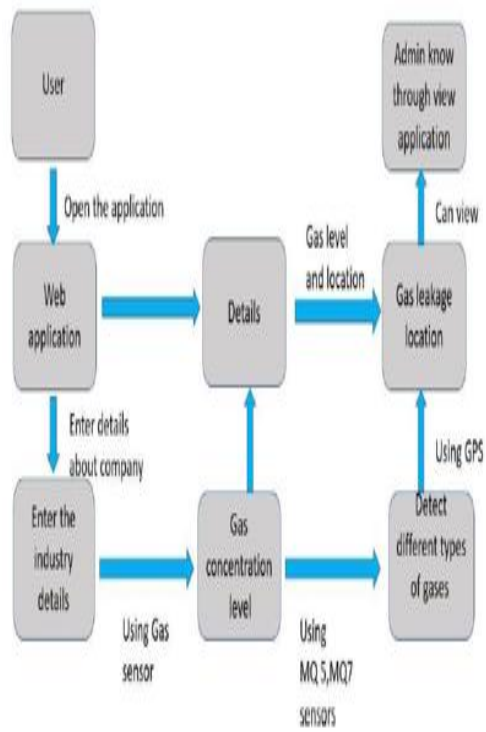 User
Admin know
through view
application
Open the application
Can view
Gas level
and location
Web
application
Details
Gas leakage
location
Enter details
about company
Using GPS
Enter the
industry
details
Gas
concentration
level
Detect
different types
of gases
Using Gas
sensor
Using
MQ 5,MQ7
sensors